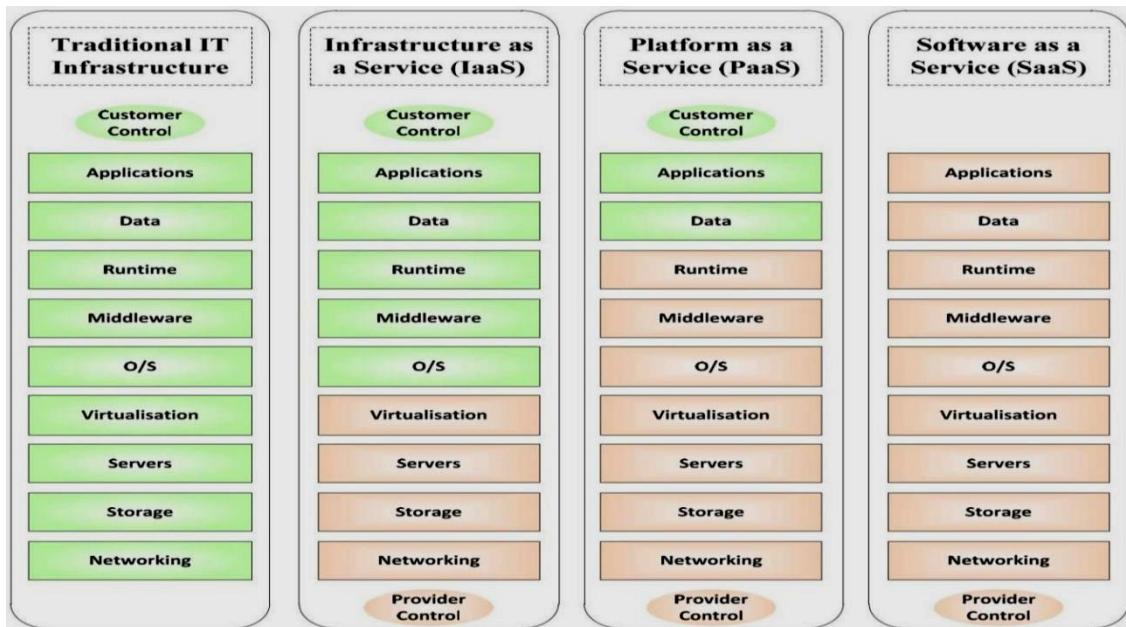 Traditional IT
Infrastructure
Customer
Control
Applications
Data
Runtime
Middleware
O/S
Virtualisation
Servers
Storage
Networking
Infrastructure as
a Service (IaaS)
Customer
Control
Applications
Data
Runtime
Middleware
O/S
Virtualisation
Servers
Storage
Networking
Provider
Control
Platform as a
Service (PaaS)
Customer
Control
Applications
Data
Runtime
Middleware
O/S
Virtualisation
Servers
Storage
Networking
Provider
Control
Software as a
Service (SaaS)
Applications
Data
Runtime
Middleware
O/S
Virtualisation
Servers
Storage
Networking
Provider
Control